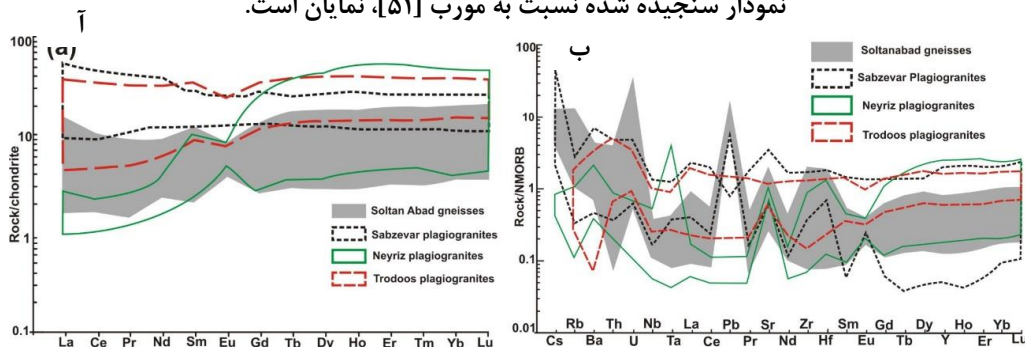 نمودار سنجیده شده نسبت به مورب [۵۱]، نمایان است.
آ
(a)
100
10
1
0.1
Rock/chondrite
Soltan Abad gneisses
Sabzevar plagiogranites
Neyriz plagiogranites
Trodoos plagiogranites
La Ce Pr Nd Sm Eu Gd Tb Dy Ho Er Tm Yb Lu
ب
100
10
1
0.1
0.01
Rock/NMORB
Soltanabad gneisses
Sabzevar Plagiogranites
Neyriz plagiogranites
Trodoos plagiogranites
Rb Ba Th Nb La Pb Sr Zr Sm Gd Dy Ho Yb
Cs U Ta Ce Pr Nd Hf Eu Tb Y Er Lu